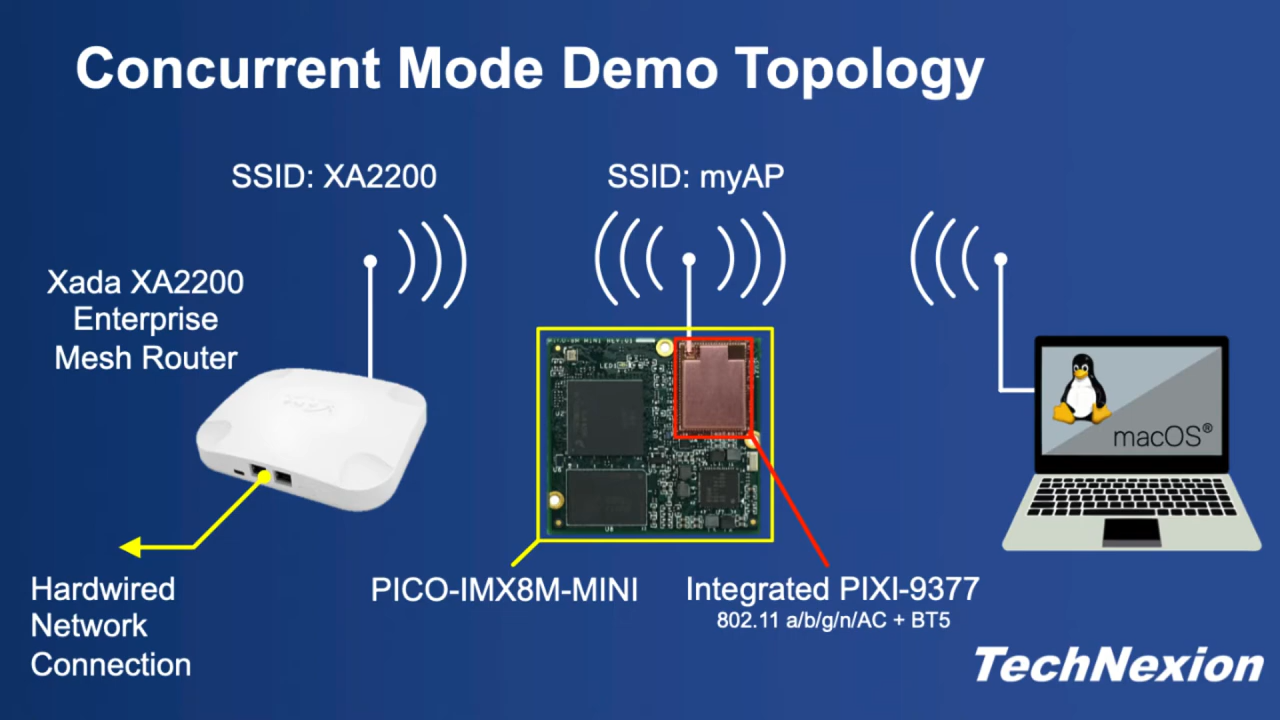 Concurrent Mode Demo Topology
SSID: XA2200
SSID: myAP
Xada XA2200
Enterprise
Mesh Router
macOS®
Hardwired
Network
Connection
PICO-IMX8M-MINI
Integrated PIXI-9377
802.11 a/b/g/n/AC + BT5
TechNexion